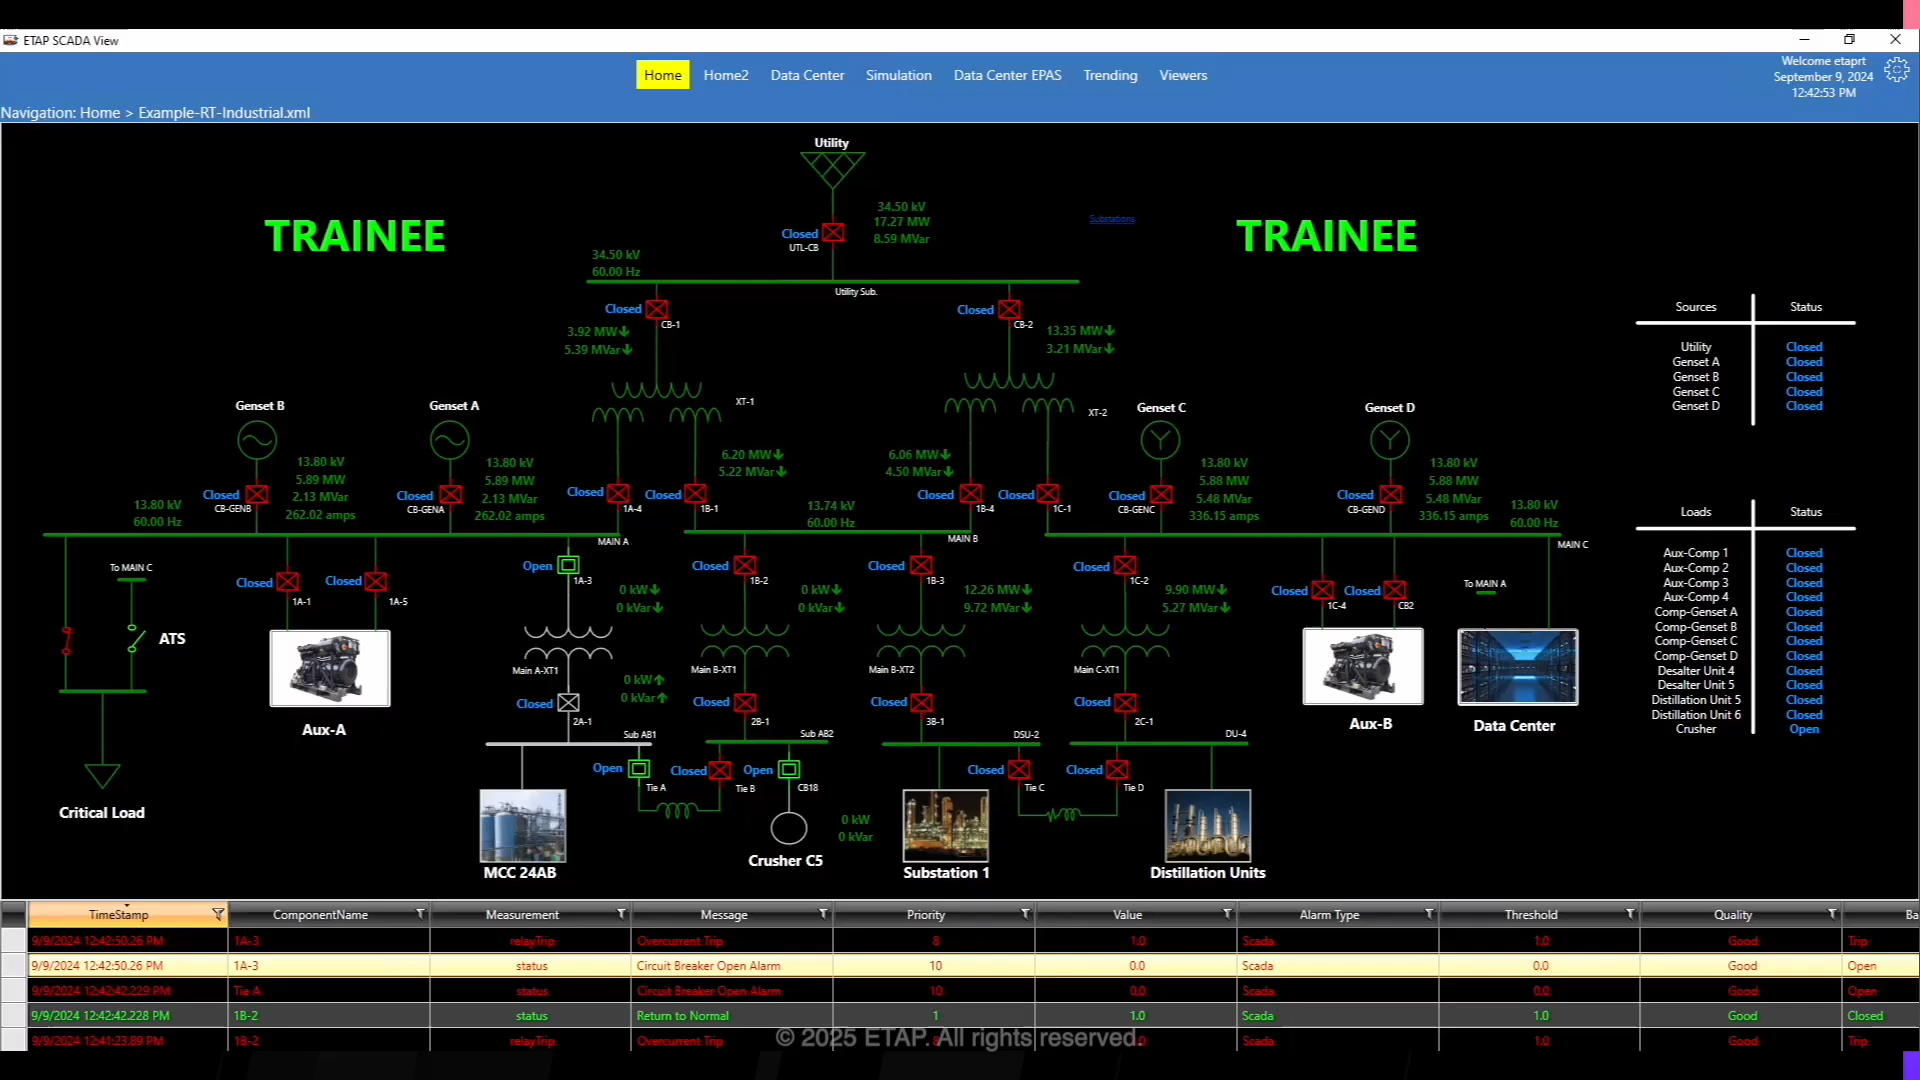 ETAP SCADA View
Home Home2 Data Center Simulation Data Center EPAS Trending Viewers
Welcome etaprt
September 9, 2024
12:42:53 PM
Navigation: Home > Example-RT-Industrial.xml
Utility
TRAINEE
TRAINEE
34.50 kV
17.27 MW
8.59 MVar
Substations
Closed
UTL-CB
34.50 kV
60.00 Hz
Utility Sub.
Closed
CB-1
3.92 MW
5.39 MVar
Closed
CB-2
13.35 MW
3.21 MVar
XT-1
XT-2
Sources Status
Utility Closed
Genset A Closed
Genset B Closed
Genset C Closed
Genset D Closed
Genset B
Genset A
Genset C
Genset D
13.80 kV
5.89 MW
2.13 MVar
262.02 amps
Closed
CB-GENB
13.80 kV
5.89 MW
2.13 MVar
262.02 amps
Closed
CB-GENA
13.80 kV
60.00 Hz
Closed
1A-4
Closed
1B-1
6.20 MW
5.22 MVar
6.06 MW
4.50 MVar
Closed
1B-4
Closed
1C-1
13.74 kV
60.00 Hz
13.80 kV
5.88 MW
5.48 MVar
336.15 amps
Closed
CB-GENC
13.80 kV
5.88 MW
5.48 MVar
336.15 amps
Closed
CB-GEND
13.80 kV
60.00 Hz
MAIN A
MAIN B
MAIN C
To MAIN C
ATS
Closed
1A-1
Closed
1A-5
Open
1A-3
0 kW
0 kVar
Closed
1B-2
0 kW
0 kVar
Closed
1B-3
12.26 MW
9.72 MVar
Closed
1C-2
9.90 MW
5.27 MVar
Closed
1C-4
Closed
CB2
To MAIN A
Main A-XT1
Main B-XT1
Main B-XT2
Main C-XT1
0 kW
0 kVar
Closed
2A-1
Closed
2B-1
Closed
3B-1
Closed
2C-1
Aux-A
Aux-B
Data Center
Sub AB1
Sub AB2
DSU-2
DU-4
Open
Tie A
Closed
Tie B
Open
CB18
Closed
Tie C
Closed
Tie D
0 kW
0 kVar
Critical Load
MCC 24AB
Crusher C5
Substation 1
Distillation Units
Loads Status
Aux-Comp 1 Closed
Aux-Comp 2 Closed
Aux-Comp 3 Closed
Aux-Comp 4 Closed
Comp-Genset A Closed
Comp-Genset B Closed
Comp-Genset C Closed
Comp-Genset D Closed
Desalter Unit 4 Closed
Desalter Unit 5 Closed
Distillation Unit 5 Closed
Distillation Unit 6 Closed
Crusher Open
TimeStamp ComponentName Measurement Message Priority Value Alarm Type Threshold Quality Ba
9/9/2024 12:42:50.26 PM 1A-3 relayTrip Overcurrent Trip 8 1.0 Scada 1.0 Good Trip
9/9/2024 12:42:50.26 PM 1A-3 status Circuit Breaker Open Alarm 10 0.0 Scada 0.0 Good Open
9/9/2024 12:42:42.229 PM Tie A status Circuit Breaker Open Alarm 10 0.0 Scada 0.0 Good Open
9/9/2024 12:42:42.228 PM 1B-2 status Return to Normal 1 1.0 Scada 1.0 Good Closed
9/9/2024 12:41:23.89 PM 1B-2 relayTrip Overcurrent Trip Scada 1.0 Good Trip
© 2025 ETAP. All rights reserved.